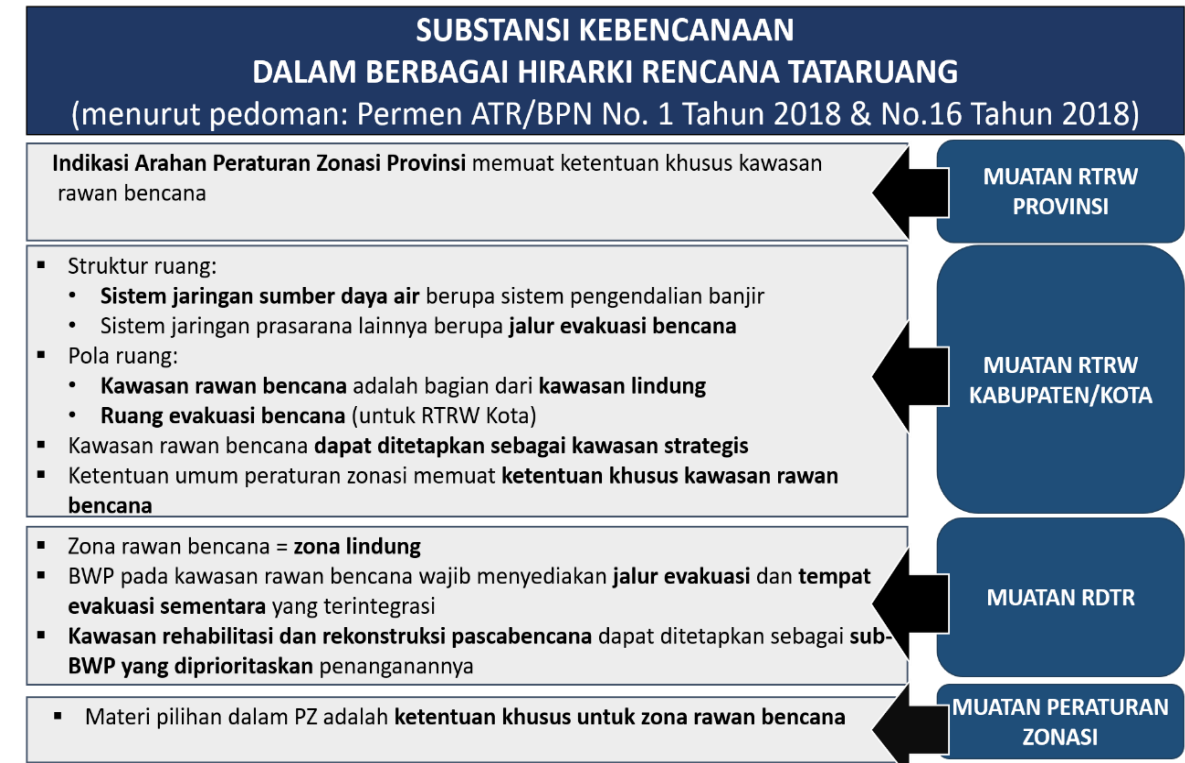 SUBSTANSI KEBENCANAAN
DALAM BERBAGAI HIRARKI RENCANA TATARUANG
(menurut pedoman: Permen ATR/BPN No. 1 Tahun 2018 & No.16 Tahun 2018)
Indikasi Arahan Peraturan Zonasi Provinsi memuat ketentuan khusus kawasan
rawan bencana
MUATAN RTRW
PROVINSI
▪ Struktur ruang:
• Sistem jaringan sumber daya air berupa sistem pengendalian banjir
• Sistem jaringan prasarana lainnya berupa jalur evakuasi bencana
▪ Pola ruang:
• Kawasan rawan bencana adalah bagian dari kawasan lindung
• Ruang evakuasi bencana (untuk RTRW Kota)
▪ Kawasan rawan bencana dapat ditetapkan sebagai kawasan strategis
▪ Ketentuan umum peraturan zonasi memuat ketentuan khusus kawasan rawan
bencana
MUATAN RTRW
KABUPATEN/KOTA
▪ Zona rawan bencana = zona lindung
▪ BWP pada kawasan rawan bencana wajib menyediakan jalur evakuasi dan tempat
evakuasi sementara yang terintegrasi
▪ Kawasan rehabilitasi dan rekonstruksi pascabencana dapat ditetapkan sebagai sub-
BWP yang diprioritaskan penanganannya
MUATAN RDTR
▪ Materi pilihan dalam PZ adalah ketentuan khusus untuk zona rawan bencana
MUATAN PERATURAN
ZONASI